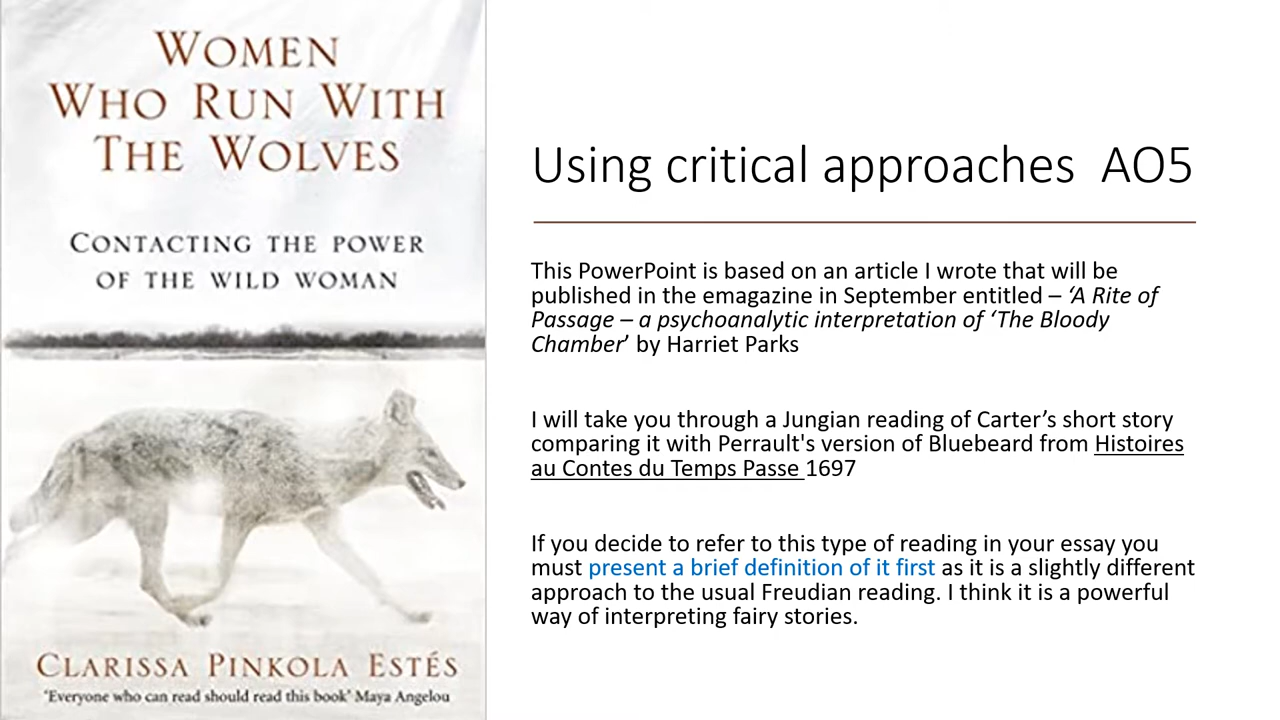 WOMEN
WHO RUN WITH
THE WOLVES
CONTACTING THE POWER
OF THE WILD WOMAN
CLARISSA PINKOLA ESTÉS
'Everyone who can read should read this book' Maya Angelou
Using critical approaches AO5
This PowerPoint is based on an article I wrote that will be
published in the emagazine in September entitled – ‘A Rite of
Passage – a psychoanalytic interpretation of ‘The Bloody
Chamber’ by Harriet Parks
I will take you through a Jungian reading of Carter’s short story
comparing it with Perrault's version of Bluebeard from Histoires
au Contes du Temps Passe 1697
If you decide to refer to this type of reading in your essay you
must present a brief definition of it first as it is a slightly different
approach to the usual Freudian reading. I think it is a powerful
way of interpreting fairy stories.